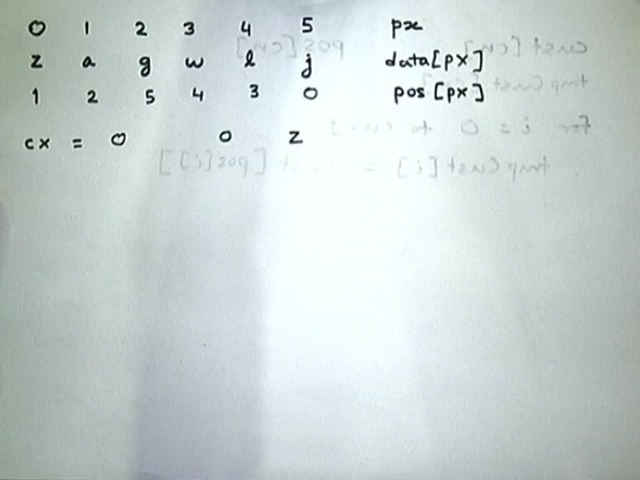 0 1 2 3 4 5 px
z a g w l j data[px]
1 2 5 4 3 0 pos[px]
cx = 0 0 z